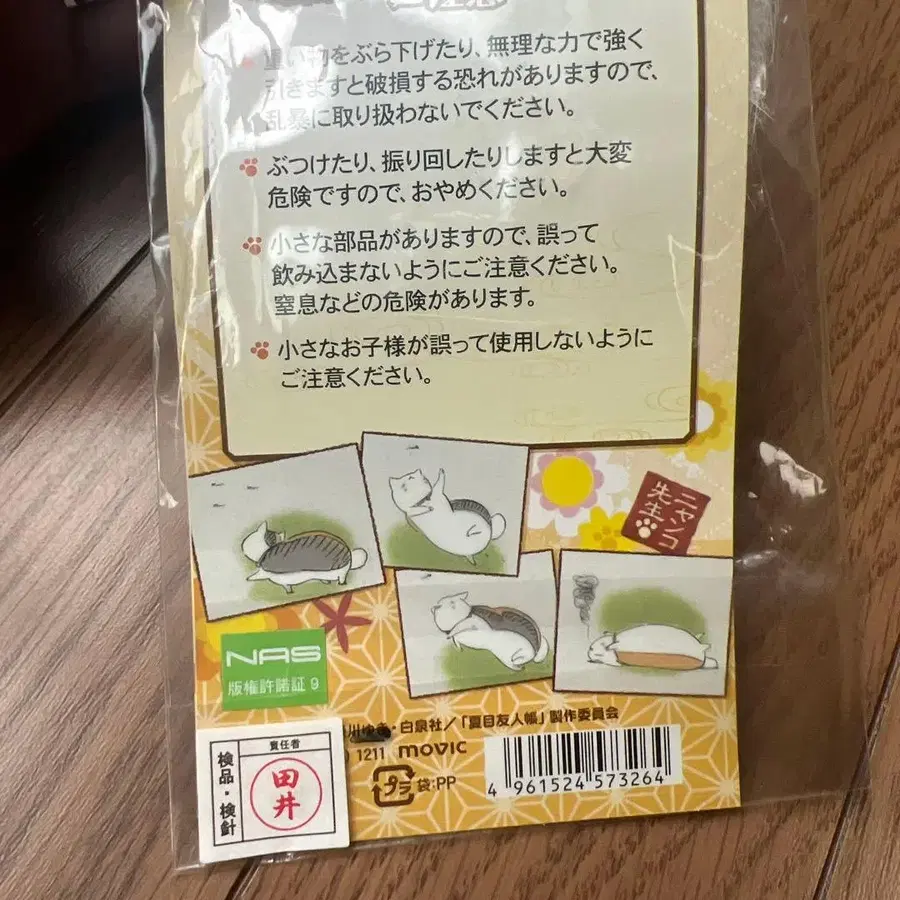 ご注意
重い物をぶら下げたり、無理な力で強く
引きますと破損する恐れがありますので、
乱暴に取り扱わないでください。
ぶつけたり、振り回したりしますと大変
危険ですので、おやめください。
小さな部品がありますので、誤って
飲み込まないようにご注意ください。
窒息などの危険があります。
小さなお子様が誤って使用しないように
ご注意ください。
ニャンコ
先生
NAS
版権許諾証 9
川ゆき・白泉社/「夏目友人帳」製作委員会
1211 movic
プラ 袋:PP
4 961524 573264
検品・検針
責任者
田井